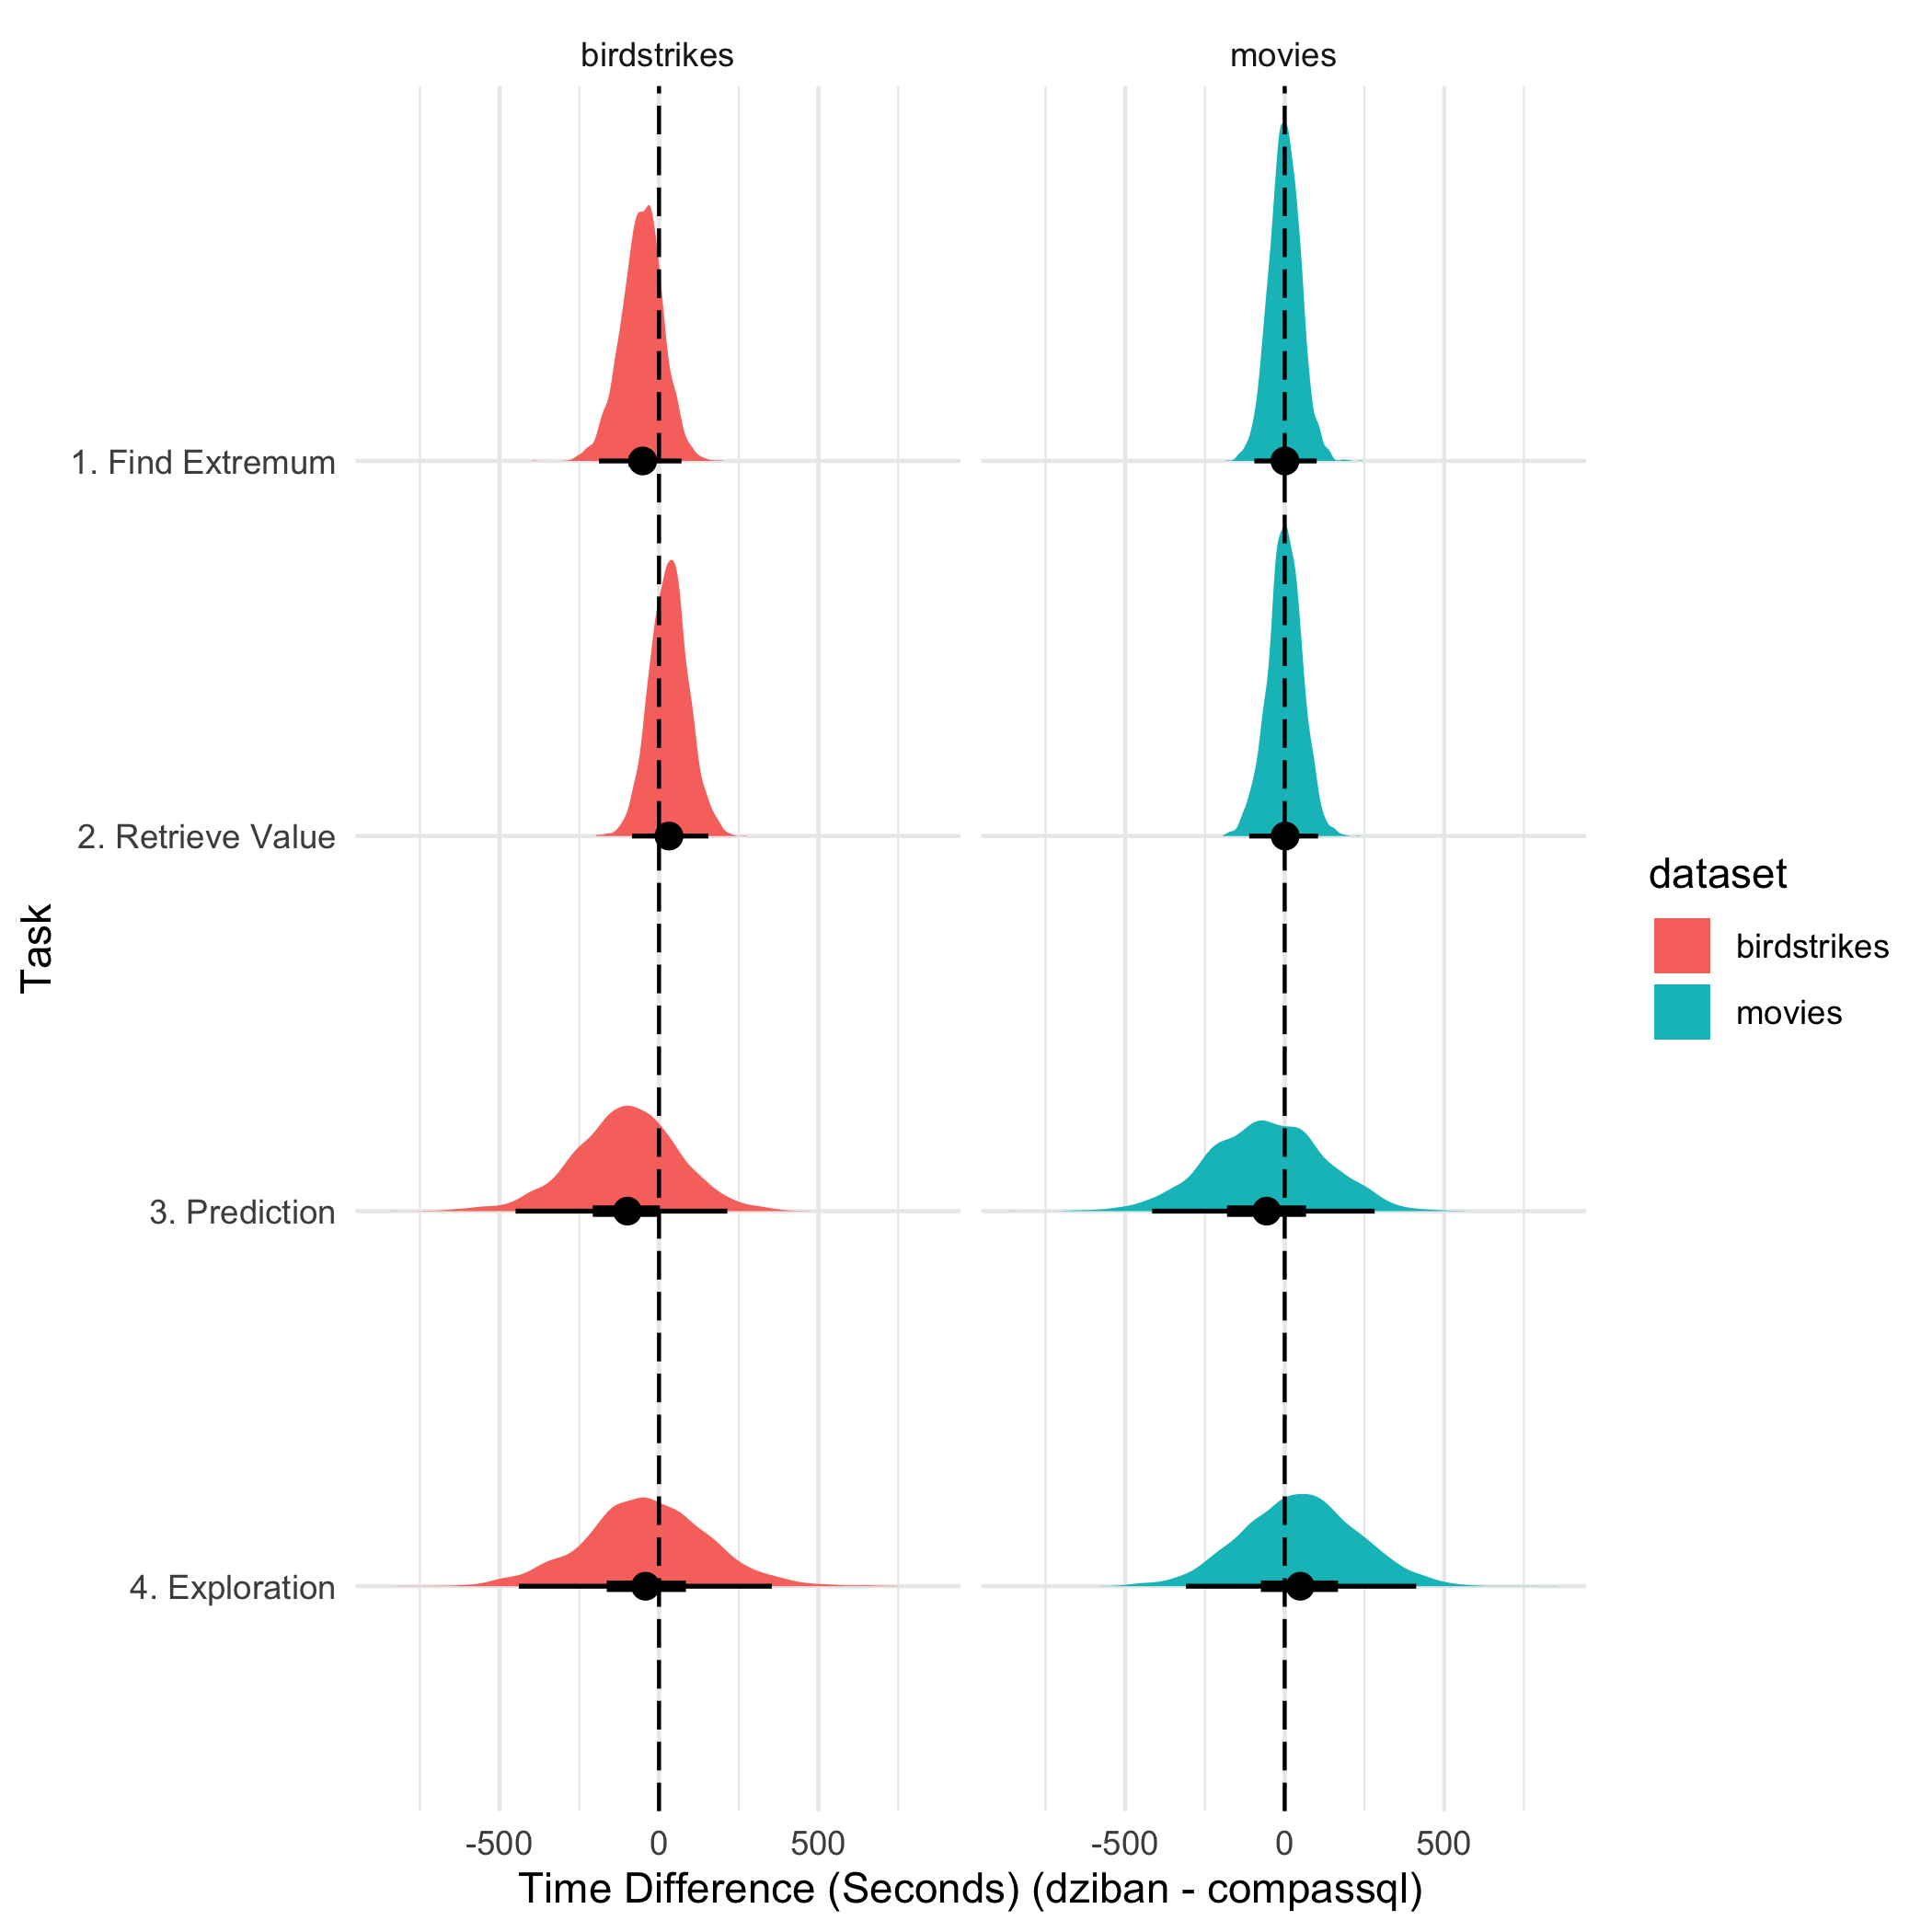 birdstrikes
movies
1. Find Extremum
2. Retrieve Value
3. Prediction
4. Exploration
Task
-500
0
500
-500
0
500
Time Difference (Seconds) (dziban - compassql)
dataset
birdstrikes
movies